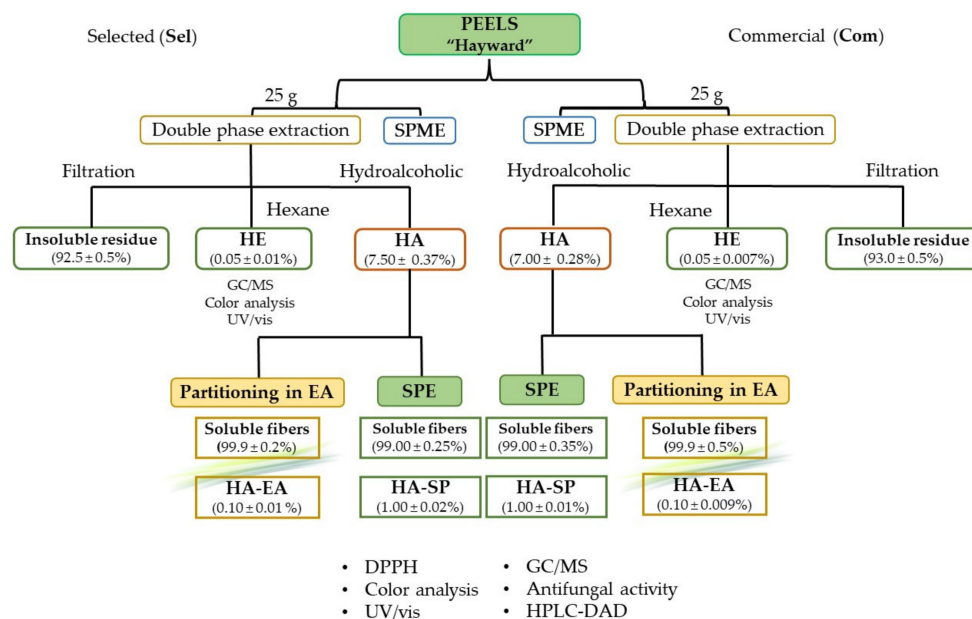 PEELS
"Hayward"
Selected (Sel)
Commercial (Com)
25 g
25 g
Double phase extraction
SPME
SPME
Double phase extraction
Filtration
Hydroalcoholic
Hydroalcoholic
Filtration
Hexane
Hexane
Insoluble residue
(92.5 ± 0.5%)
HE
(0.05 ± 0.01%)
HA
(7.50 ± 0.37%)
HA
(7.00 ± 0.28%)
HE
(0.05 ± 0.007%)
Insoluble residue
(93.0 ± 0.5%)
GC/MS
Color analysis
UV/vis
GC/MS
Color analysis
UV/vis
Partitioning in EA
SPE
SPE
Partitioning in EA
Soluble fibers
(99.9 ± 0.2%)
Soluble fibers
(99.00 ± 0.25%)
Soluble fibers
(99.00 ± 0.35%)
Soluble fibers
(99.9 ± 0.5%)
HA-EA
(0.10 ± 0.01 %)
HA-SP
(1.00 ± 0.02%)
HA-SP
(1.00 ± 0.01%)
HA-EA
(0.10 ± 0.009%)
• DPPH
• Color analysis
• UV/vis
• GC/MS
• Antifungal activity
• HPLC-DAD